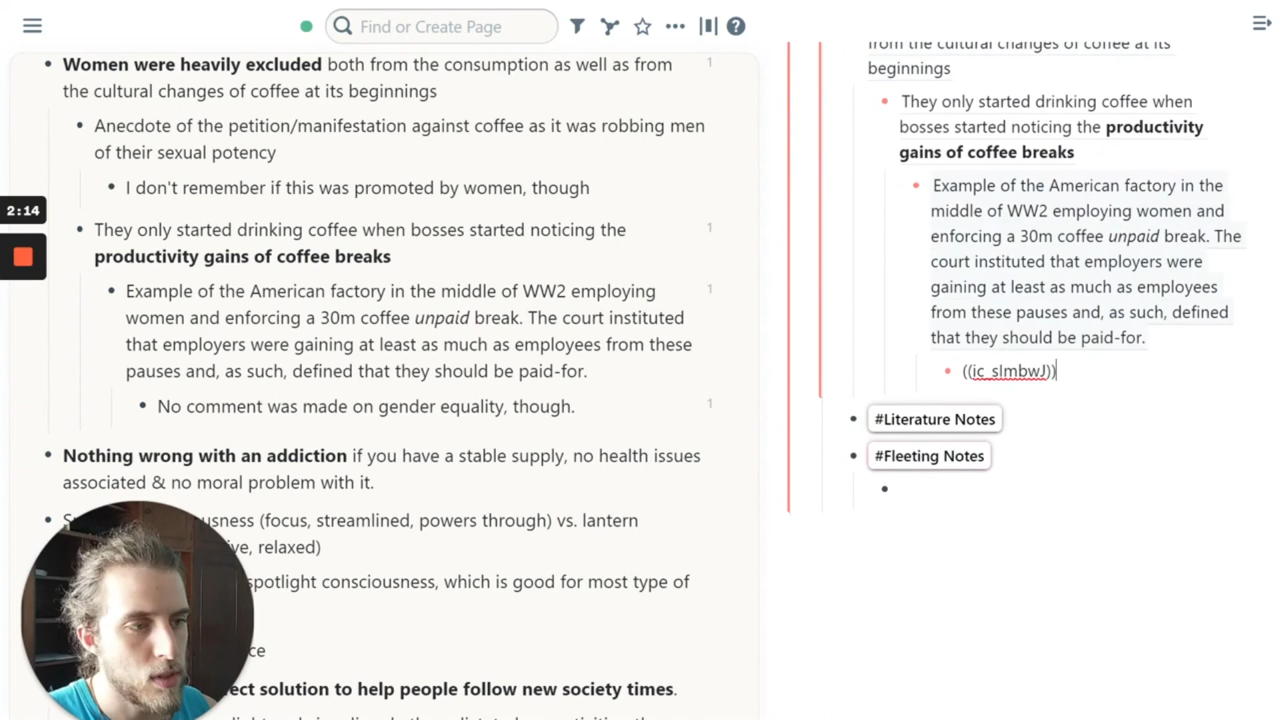 Find or Create Page
Women were heavily excluded both from the consumption as well as from 1
the cultural changes of coffee at its beginnings
Anecdote of the petition/manifestation against coffee as it was robbing men
of their sexual potency
I don't remember if this was promoted by women, though
2:14
They only started drinking coffee when bosses started noticing the 1
productivity gains of coffee breaks
Example of the American factory in the middle of WW2 employing 1
women and enforcing a 30m coffee unpaid break. The court instituted
that employers were gaining at least as much as employees from these
pauses and, as such, defined that they should be paid-for.
No comment was made on gender equality, though. 1
Nothing wrong with an addiction if you have a stable supply, no health issues
associated & no moral problem with it.
(focus, streamlined, powers through) vs. lantern
relaxed)
spotlight consciousness, which is good for most type of
solution to help people follow new society times.
from the cultural changes of coffee at its
beginnings
They only started drinking coffee when
bosses started noticing the productivity
gains of coffee breaks
Example of the American factory in the
middle of WW2 employing women and
enforcing a 30m coffee unpaid break. The
court instituted that employers were
gaining at least as much as employees
from these pauses and, as such, defined
that they should be paid-for.
((ic_slmbwJ))
#Literature Notes
#Fleeting Notes